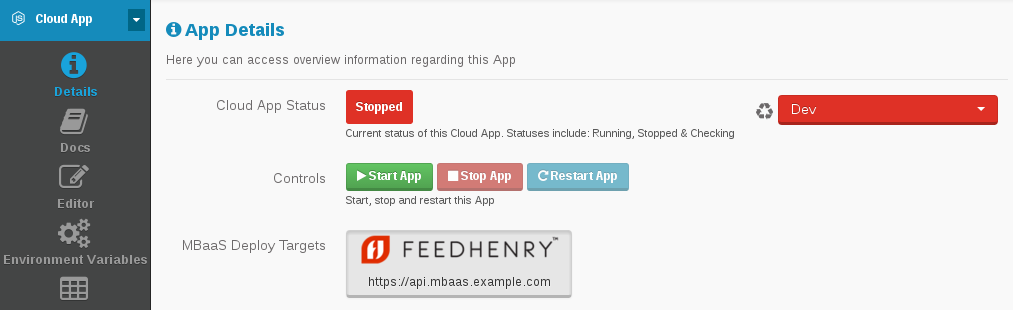 Cloud App
Details
Docs
Editor
Environment Variables
App Details
Here you can access overview information regarding this App
Cloud App Status
Stopped
Dev
Current status of this Cloud App. Statuses include: Running, Stopped & Checking
Controls
Start App
Stop App
Restart App
Start, stop and restart this App
MBaaS Deploy Targets
FEEDHENRY™
https://api.mbaas.example.com